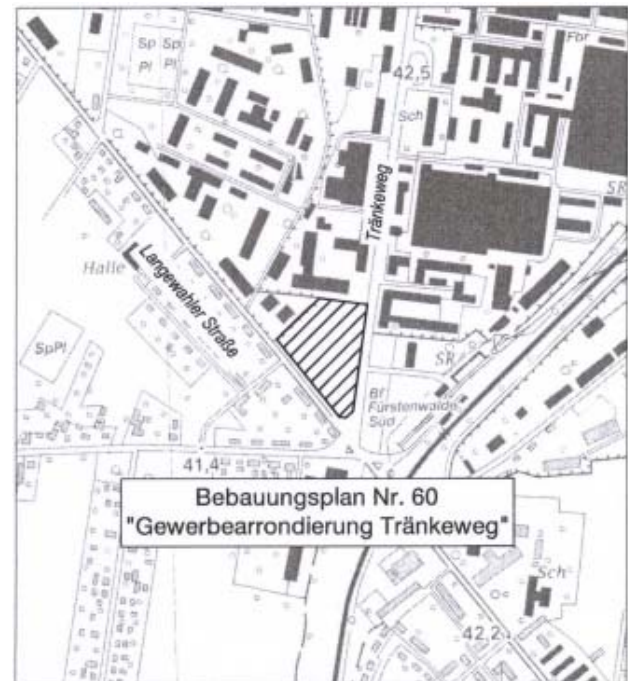 Sp
Sp
Pl
Pl
42,5
For
Sch
Tränkeweg
SR
Halle
Langewahler Straße
SpPl
SR
Bf
Fürstenwalde
Süd
41,4
Bebauungsplan Nr. 60
"Gewerbearrondierung Tränkeweg"
Sch
42,2